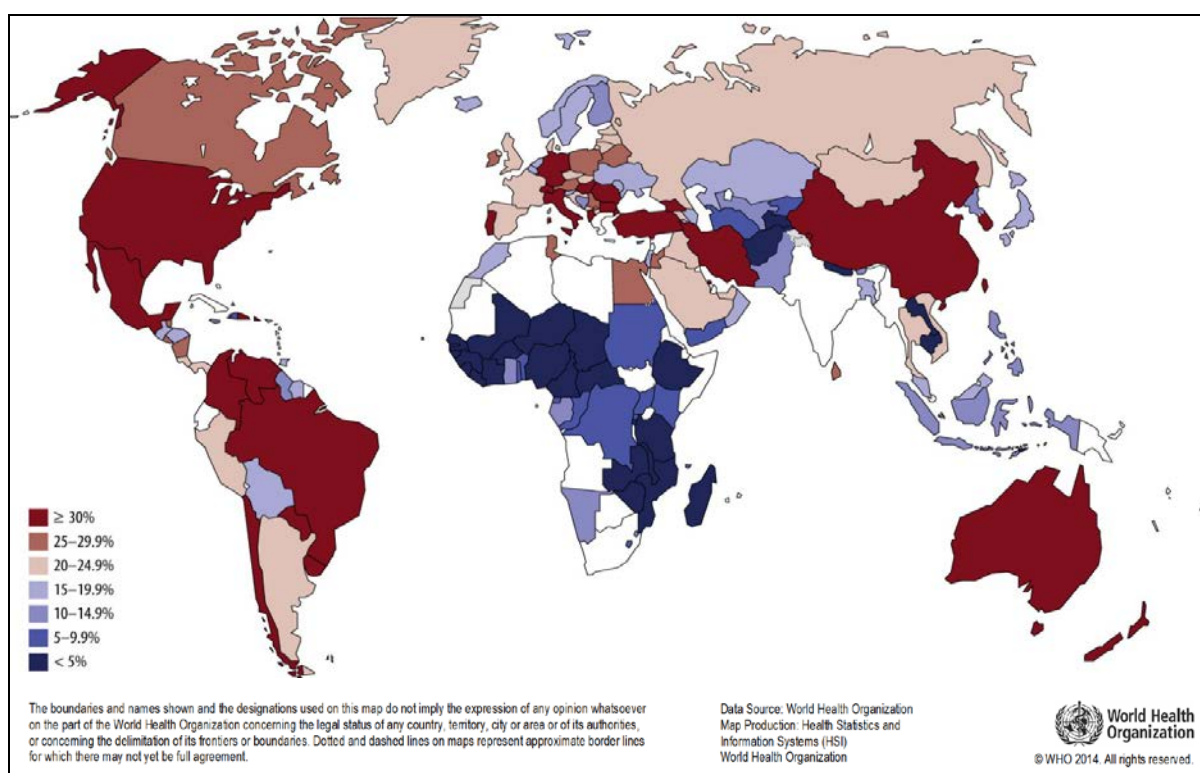 ≥ 30%
25–29.9%
20–24.9%
15–19.9%
10–14.9%
5–9.9%
< 5%
The boundaries and names shown and the designations used on this map do not imply the expression of any opinion whatsoever
on the part of the World Health Organization concerning the legal status of any country, territory, city or area or of its authorities,
or concerning the delimitation of its frontiers or boundaries. Dotted and dashed lines on maps represent approximate border lines
for which there may not yet be full agreement.
Data Source: World Health Organization
Map Production: Health Statistics and
Information Systems (HSI)
World Health Organization
World Health
Organization
© WHO 2014. All rights reserved.